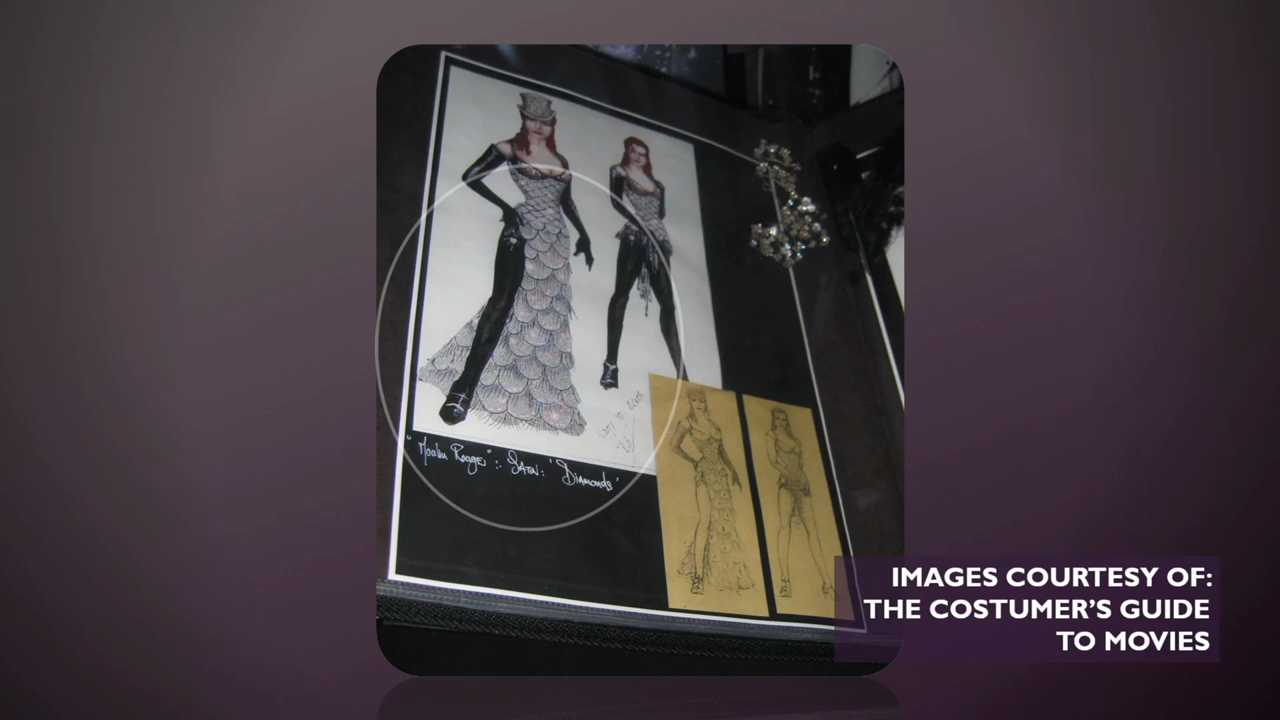 "Moulin Rouge" : Satin : 'Diamonds'
IMAGES COURTESY OF:
THE COSTUMER'S GUIDE
TO MOVIES